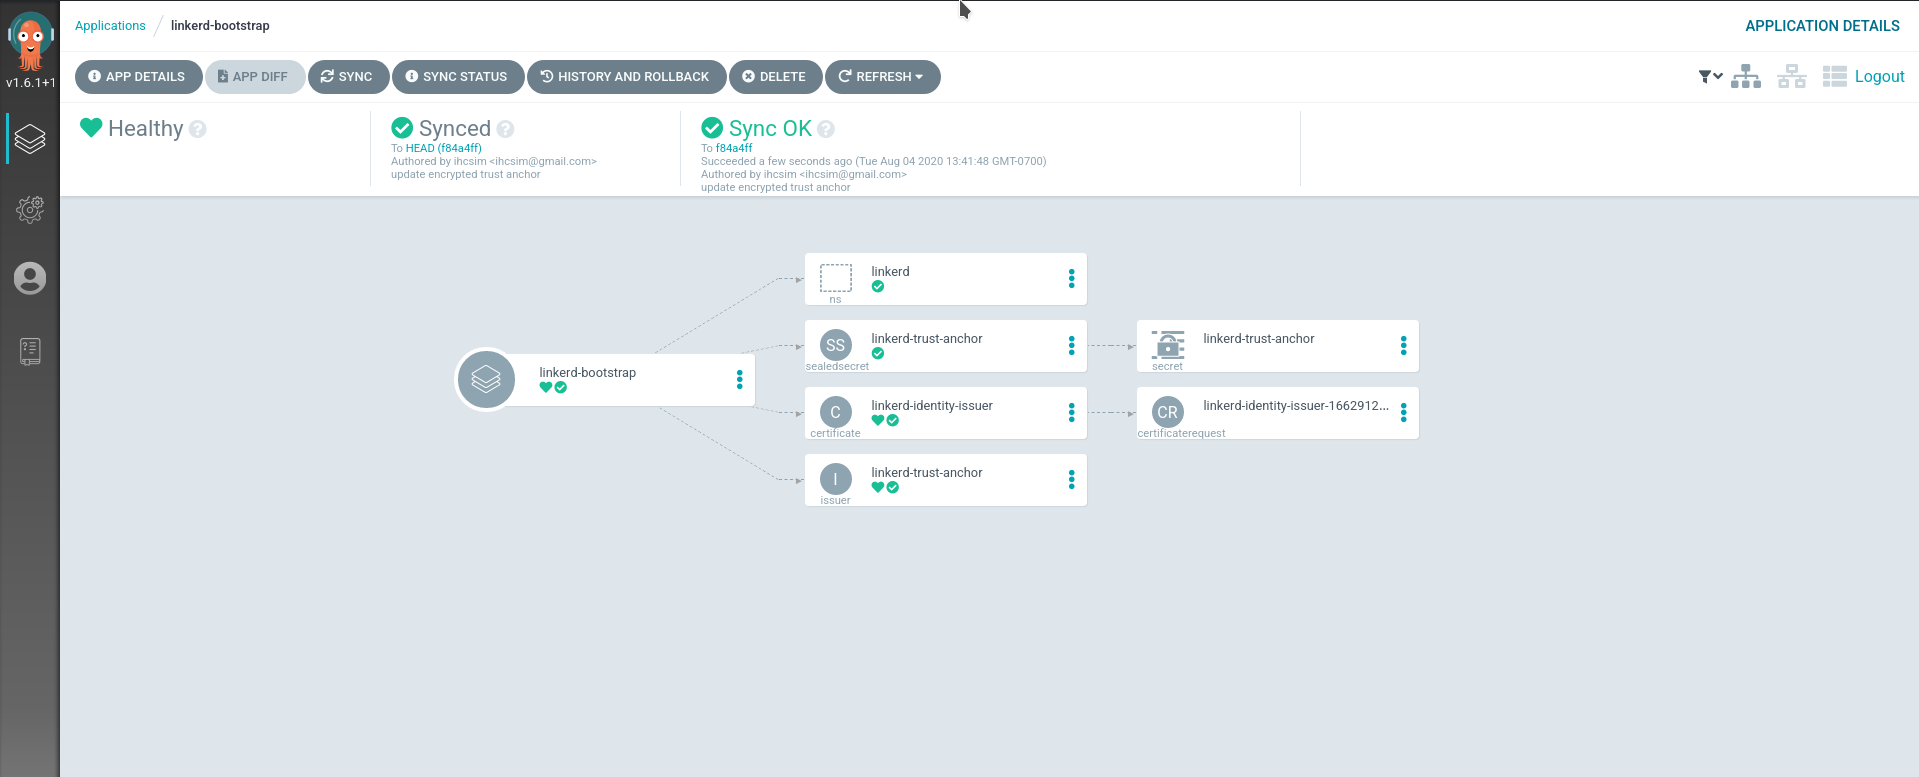 Applications / linkerd-bootstrap
APPLICATION DETAILS
v1.6.1+1
APP DETAILS
APP DIFF
SYNC
SYNC STATUS
HISTORY AND ROLLBACK
DELETE
REFRESH
Logout
Healthy ?
Synced ?
To HEAD (f84a4ff)
Authored by ihcsim <ihcsim@gmail.com>
update encrypted trust anchor
Sync OK ?
To f84a4ff
Succeeded a few seconds ago (Tue Aug 04 2020 13:41:48 GMT-0700)
Authored by ihcsim <ihcsim@gmail.com>
update encrypted trust anchor
linkerd-bootstrap
linkerd
ns
SS
linkerd-trust-anchor
sealedsecret
linkerd-trust-anchor
secret
C
linkerd-identity-issuer
certificate
CR
linkerd-identity-issuer-1662912...
certificaterequest
I
linkerd-trust-anchor
issuer